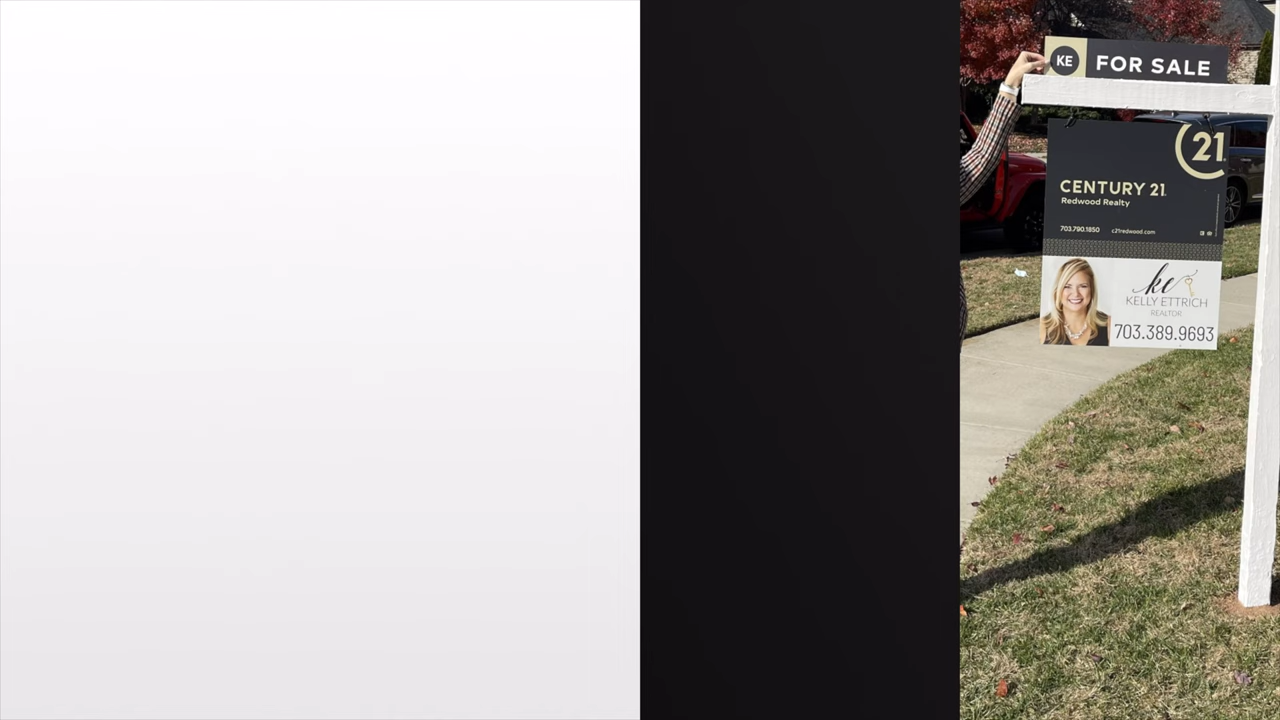 KE FOR SALE
21
CENTURY 21
Redwood Realty
703.790.1850 c21redwood.com
ke
KELLY ETTRICH
REALTOR
703.389.9693